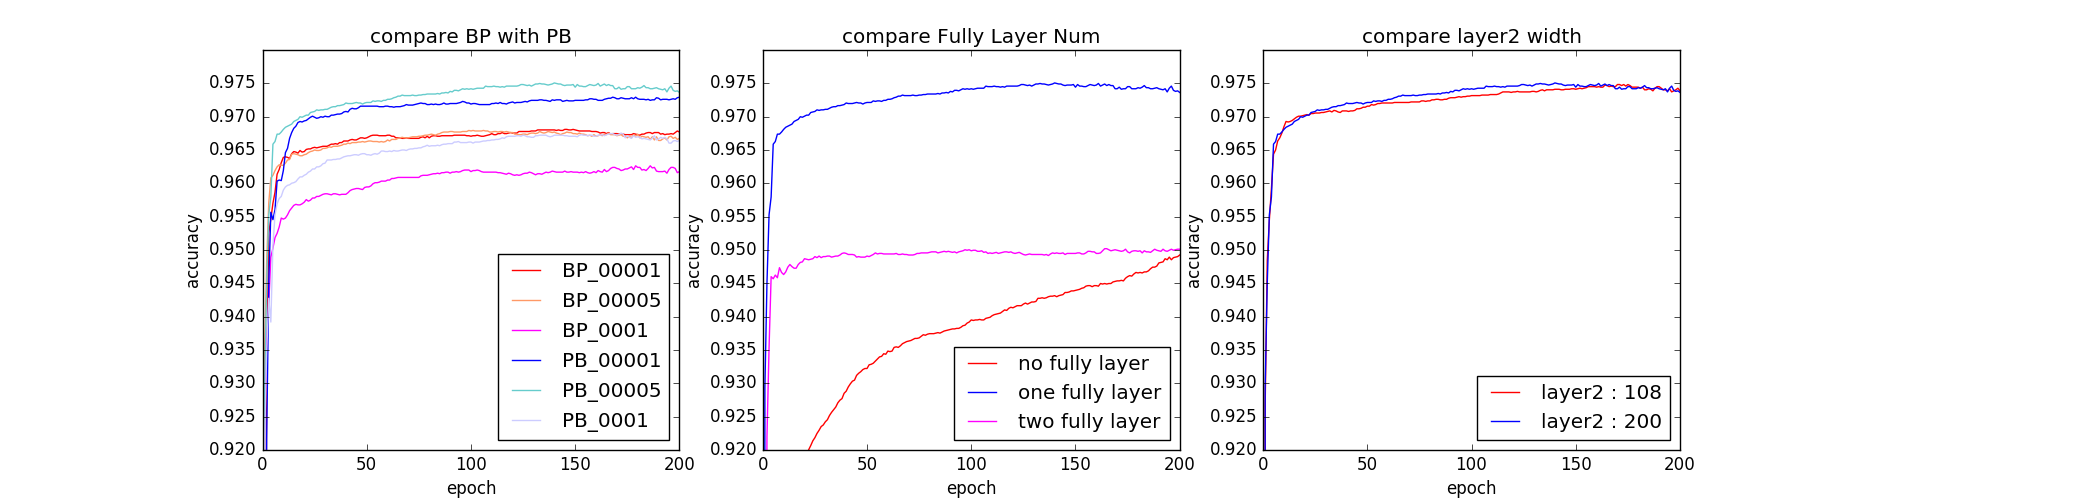 compare BP with PB
0.975
0.970
0.965
0.960
0.955
0.950
0.945
0.940
0.935
0.930
0.925
0.920
accuracy
0
50
100
150
200
epoch
BP_00001
BP_00005
BP_0001
PB_00001
PB_00005
PB_0001
compare Fully Layer Num
0.975
0.970
0.965
0.960
0.955
0.950
0.945
0.940
0.935
0.930
0.925
0.920
accuracy
0
50
100
150
200
epoch
no fully layer
one fully layer
two fully layer
compare layer2 width
0.975
0.970
0.965
0.960
0.955
0.950
0.945
0.940
0.935
0.930
0.925
0.920
accuracy
0
50
100
150
200
epoch
layer2 : 108
layer2 : 200